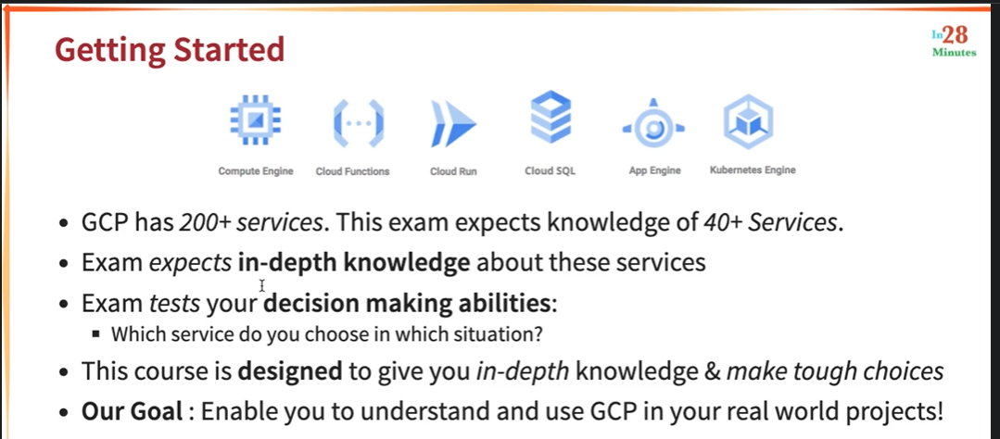 Getting Started
In28
Minutes
Compute Engine Cloud Functions Cloud Run Cloud SQL App Engine Kubernetes Engine
• GCP has 200+ services. This exam expects knowledge of 40+ Services.
• Exam expects in-depth knowledge about these services
• Exam tests your decision making abilities:
▪ Which service do you choose in which situation?
• This course is designed to give you in-depth knowledge & make tough choices
• Our Goal : Enable you to understand and use GCP in your real world projects!